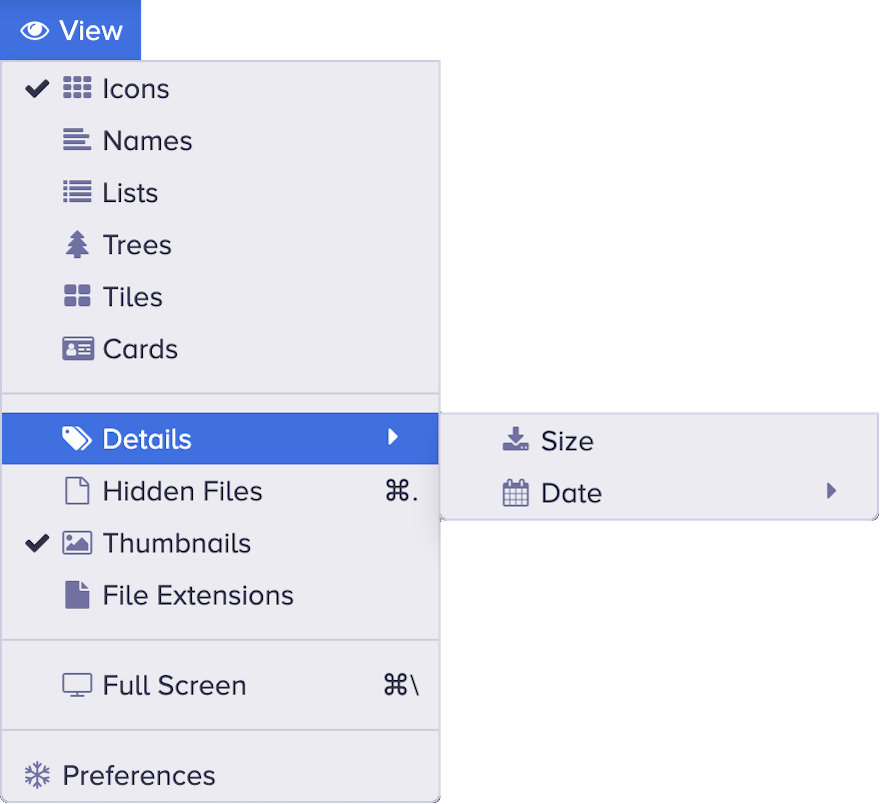 View
Icons
Names
Lists
Trees
Tiles
Cards
Details
Size
Hidden Files ⌘.
Date
Thumbnails
File Extensions
Full Screen ⌘\
Preferences